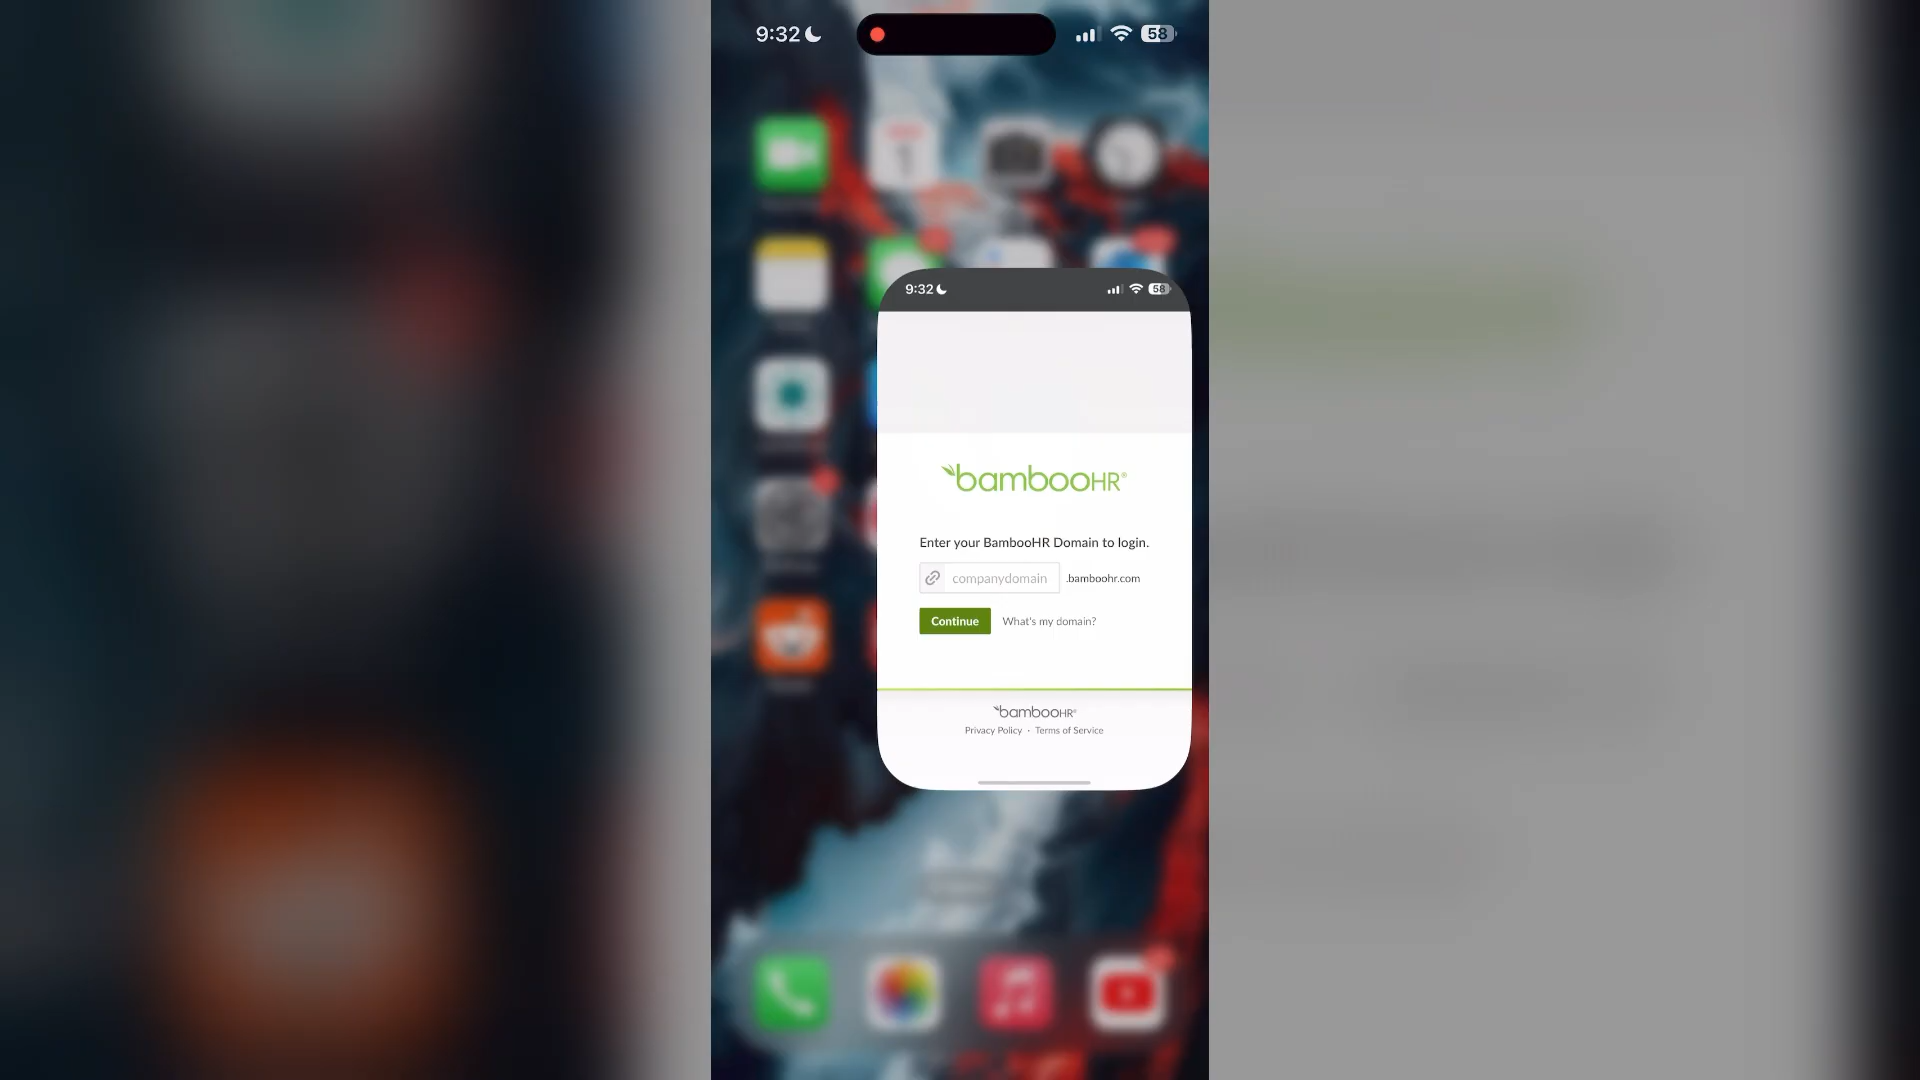 9:32
58
1
9:32
58
bambooHR®
Enter your BambooHR Domain to login.
companydomain .bamboohr.com
Continue What's my domain?
bambooHR®
Privacy Policy · Terms of Service